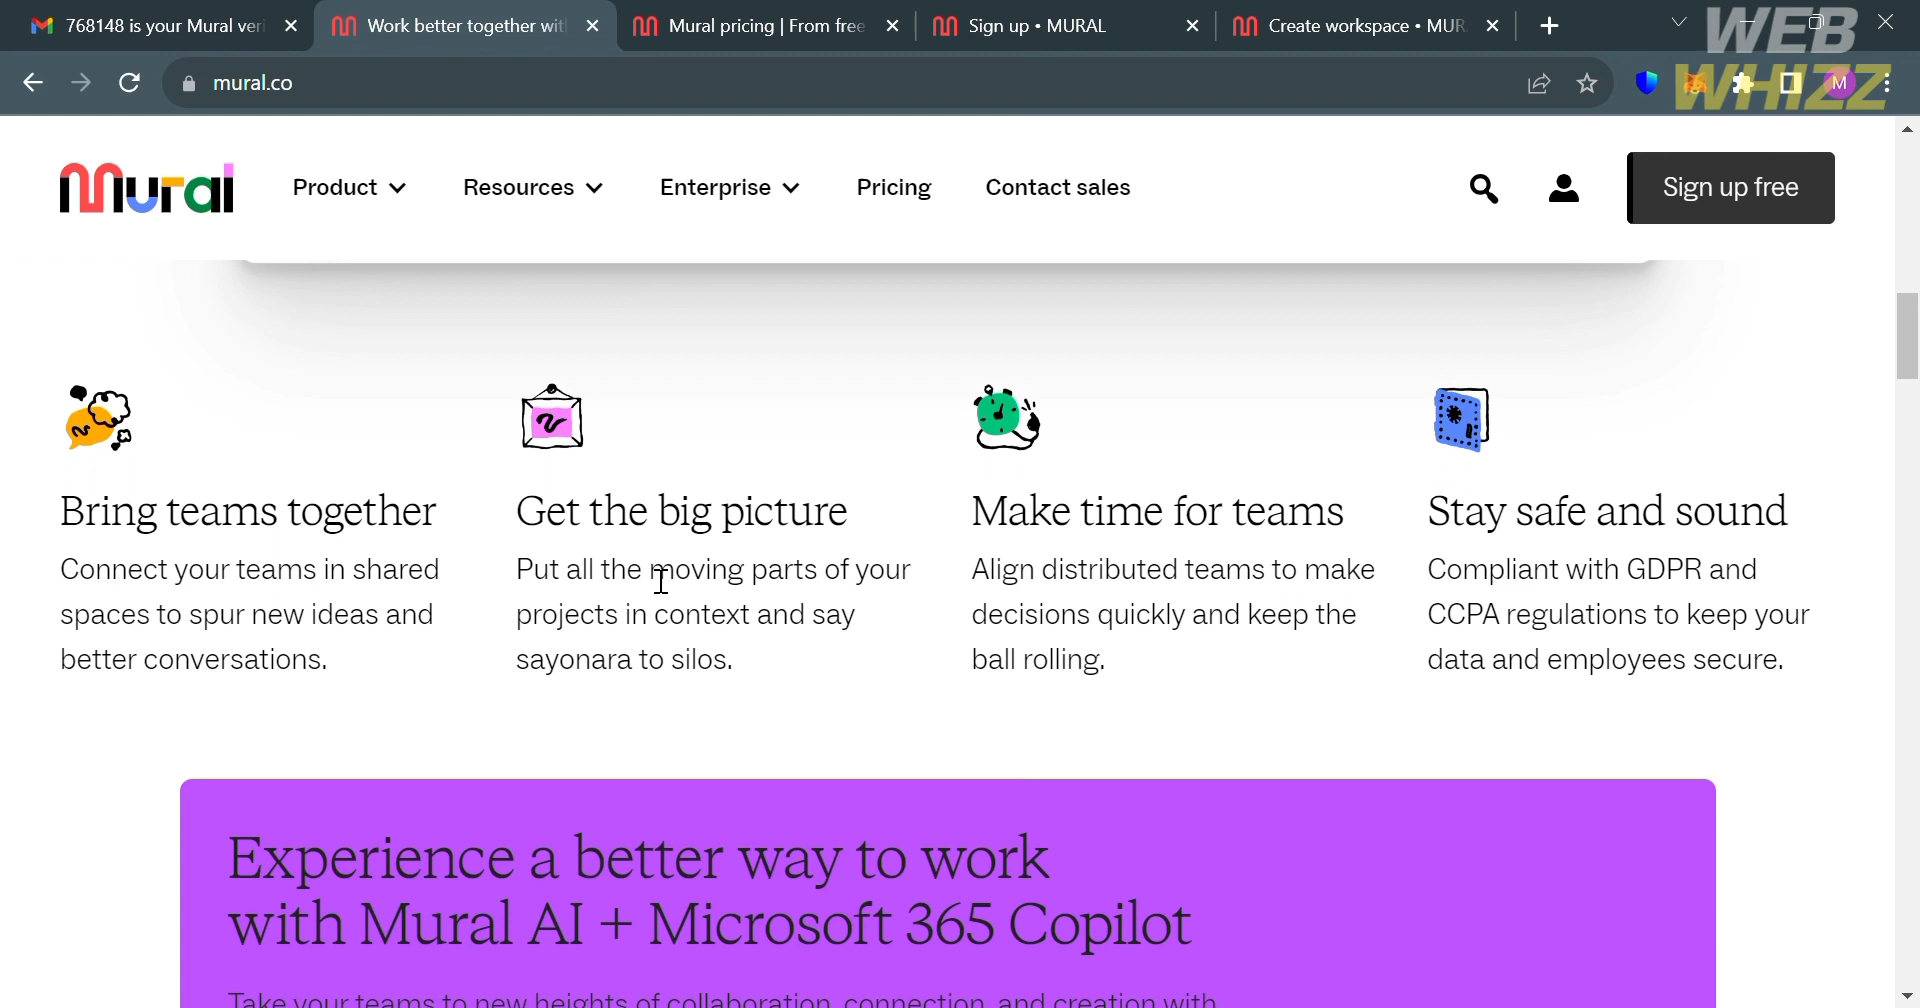 768148 is your Mural veri
Work better together wit
Mural pricing | From free
Sign up • MURAL
Create workspace • MUR
WEB
WHIZZ
mural.co
M
Mural
Product
Resources
Enterprise
Pricing
Contact sales
Sign up free
Bring teams together
Connect your teams in shared
spaces to spur new ideas and
better conversations.
Get the big picture
Put all the moving parts of your
projects in context and say
sayonara to silos.
Make time for teams
Align distributed teams to make
decisions quickly and keep the
ball rolling.
Stay safe and sound
Compliant with GDPR and
CCPA regulations to keep your
data and employees secure.
Experience a better way to work
with Mural AI + Microsoft 365 Copilot
Take your teams to new heights of collaboration, connection, and creation with